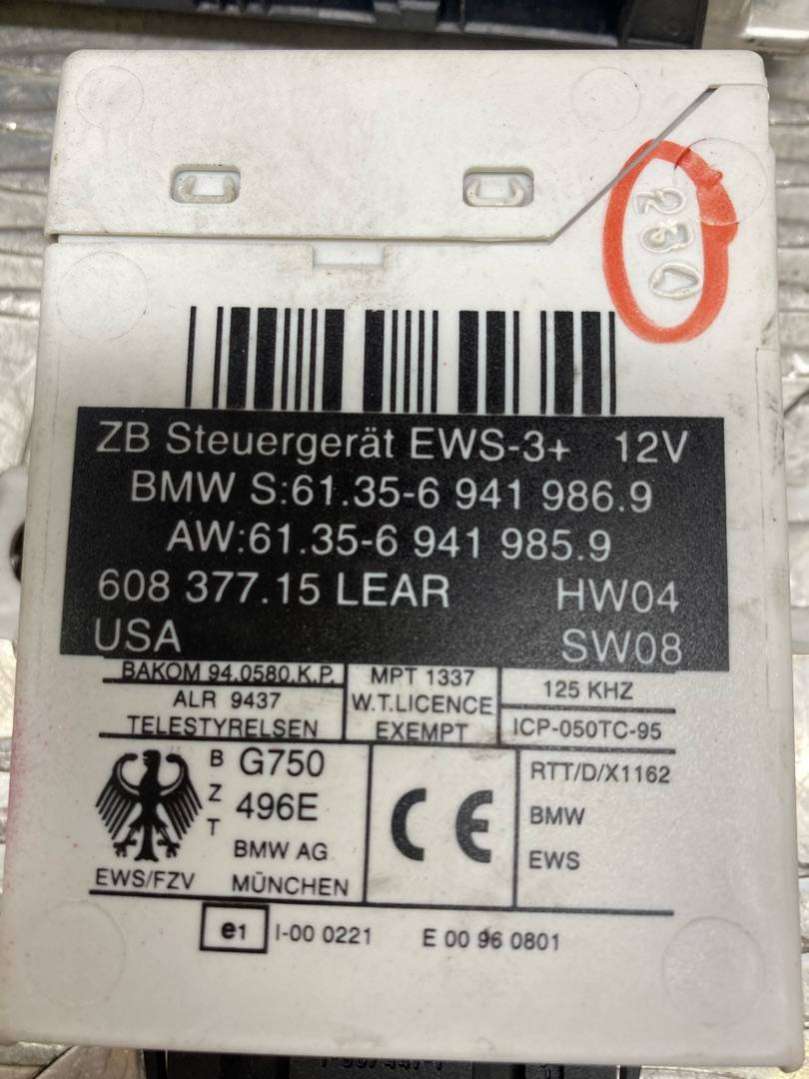 ZB Steuergerät EWS-3+ 12V
BMW S:61.35-6 941 986.9
AW:61.35-6 941 985.9
608 377.15 LEAR HW04
USA SW08
BAKOM 94.0580.K.P.
ALR 9437
TELESTYRELSEN
MPT 1337
W.T.LICENCE
EXEMPT
125 KHZ
ICP-050TC-95
BZT
G750
496E
BMW AG
MÜNCHEN
EWS/FZV
CE
RTT/D/X1162
BMW
EWS
e1 I-00 0221 E 00 96 0801